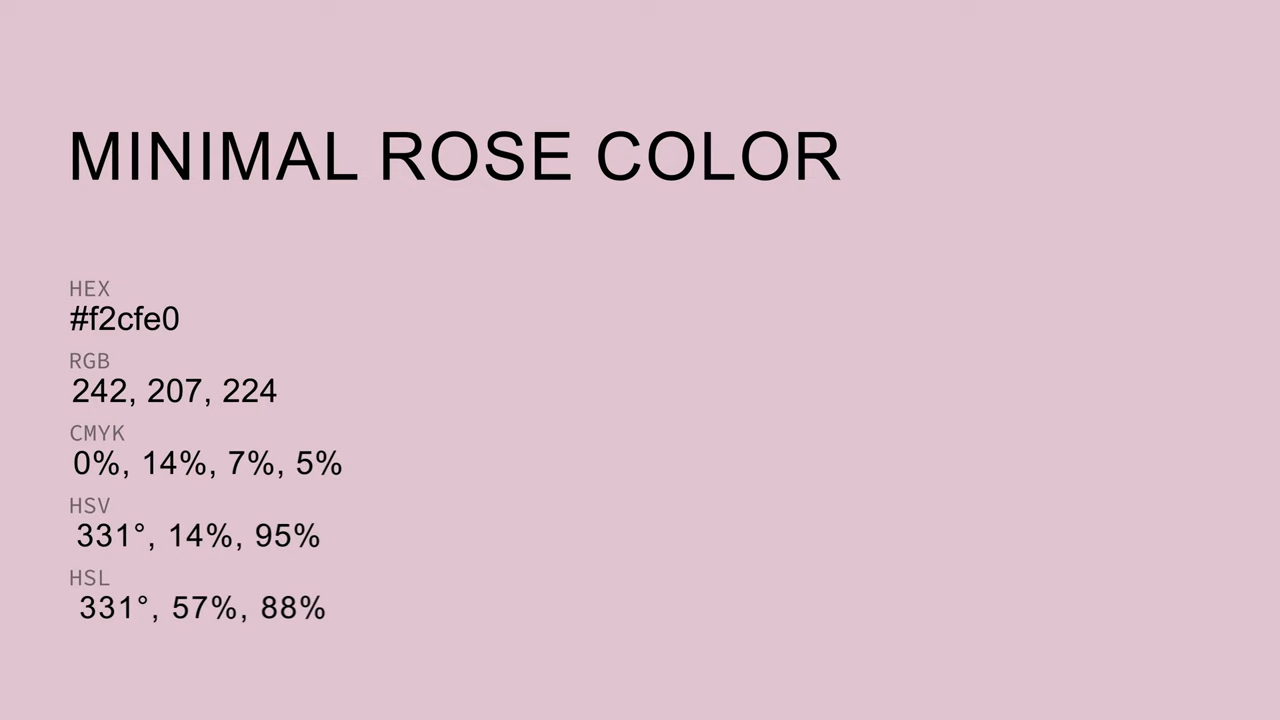 MINIMAL ROSE COLOR
HEX
#f2cfe0
RGB
242, 207, 224
CMYK
0%, 14%, 7%, 5%
HSV
331°, 14%, 95%
HSL
331°, 57%, 88%